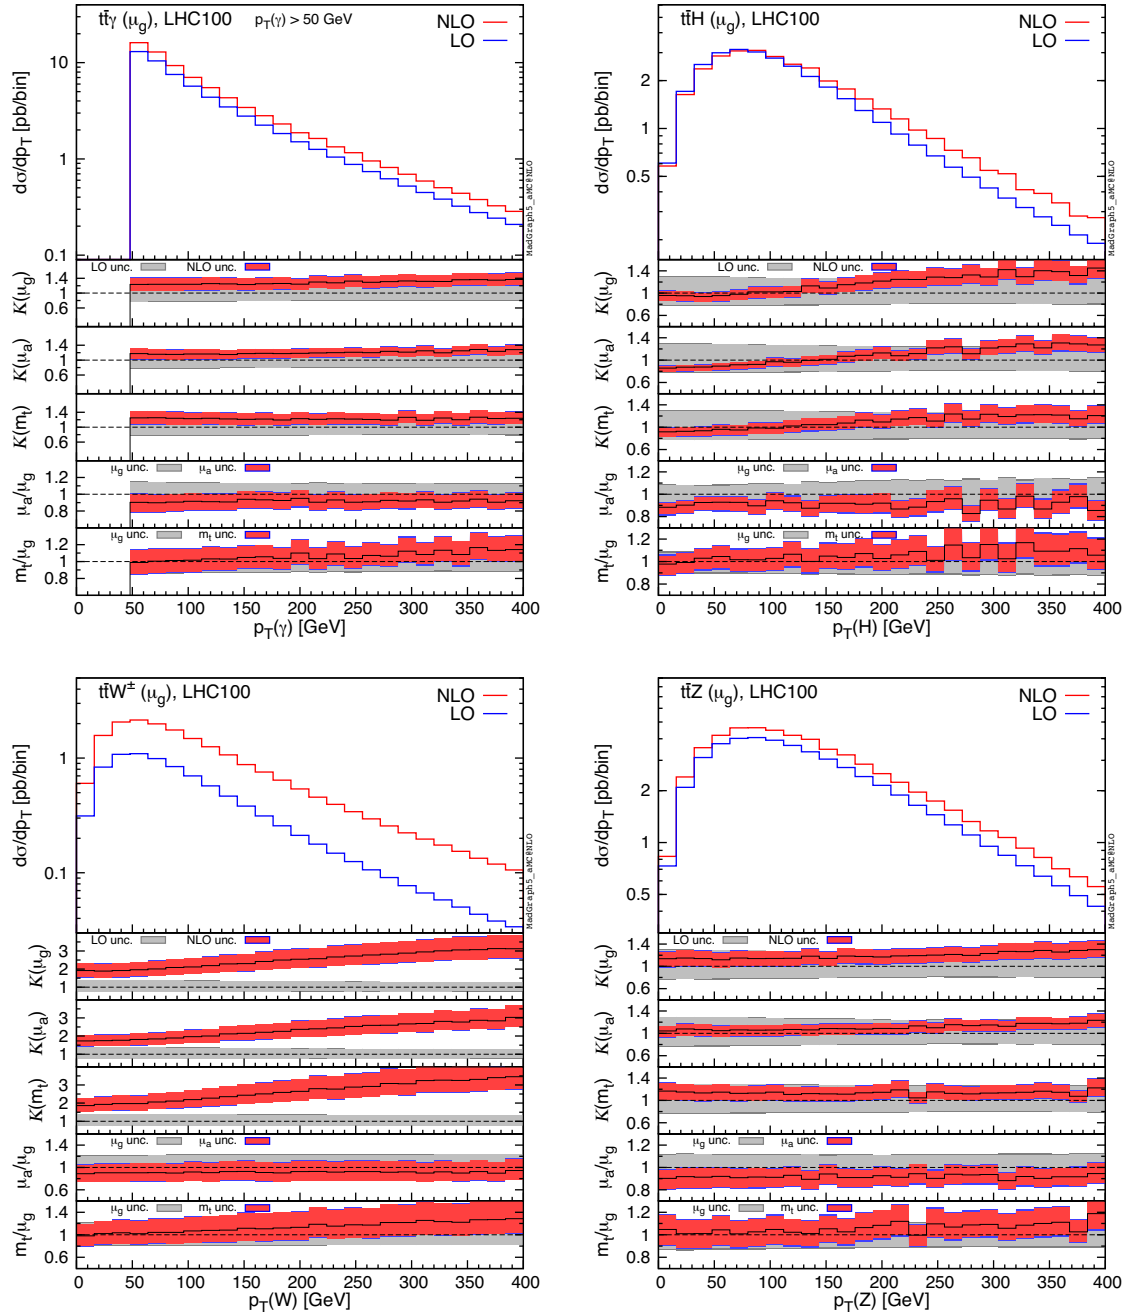 tt̄γ (μg), LHC100 pT(γ) > 50 GeV
NLO
LO
10
1
0.1
dσ/dpT [pb/bin]
MadGraph5_aMC@NLO
LO unc. NLO unc.
1.4
1
0.6
K(μg)
1.4
1
0.6
K(μa)
1.4
1
0.6
K(mt)
μg unc. μa unc.
1.2
1
0.8
μa/μg
μg unc. mt unc.
1.2
1
0.8
mt/μg
0 50 100 150 200 250 300 350 400
pT(γ) [GeV]
tt̄H (μg), LHC100
NLO
LO
2
1
0.5
dσ/dpT [pb/bin]
MadGraph5_aMC@NLO
LO unc. NLO unc.
1.4
1
0.6
K(μg)
1.4
1
0.6
K(μa)
1.4
1
0.6
K(mt)
μg unc. μa unc.
1.2
1
0.8
μa/μg
μg unc. mt unc.
1.2
1
0.8
mt/μg
0 50 100 150 200 250 300 350 400
pT(H) [GeV]
tt̄W± (μg), LHC100
NLO
LO
1
0.1
dσ/dpT [pb/bin]
MadGraph5_aMC@NLO
LO unc. NLO unc.
3
2
1
K(μg)
3
2
1
K(μa)
3
2
1
K(mt)
μg unc. μa unc.
1.4
1
0.6
μa/μg
μg unc. mt unc.
1.4
1
0.6
mt/μg
0 50 100 150 200 250 300 350 400
pT(W) [GeV]
tt̄Z (μg), LHC100
NLO
LO
2
1
0.5
dσ/dpT [pb/bin]
MadGraph5_aMC@NLO
LO unc. NLO unc.
1.4
1
0.6
K(μg)
1.4
1
0.6
K(μa)
1.4
1
0.6
K(mt)
μg unc. μa unc.
1.2
1
0.8
μa/μg
μg unc. mt unc.
1.2
1
0.8
mt/μg
0 50 100 150 200 250 300 350 400
pT(Z) [GeV]